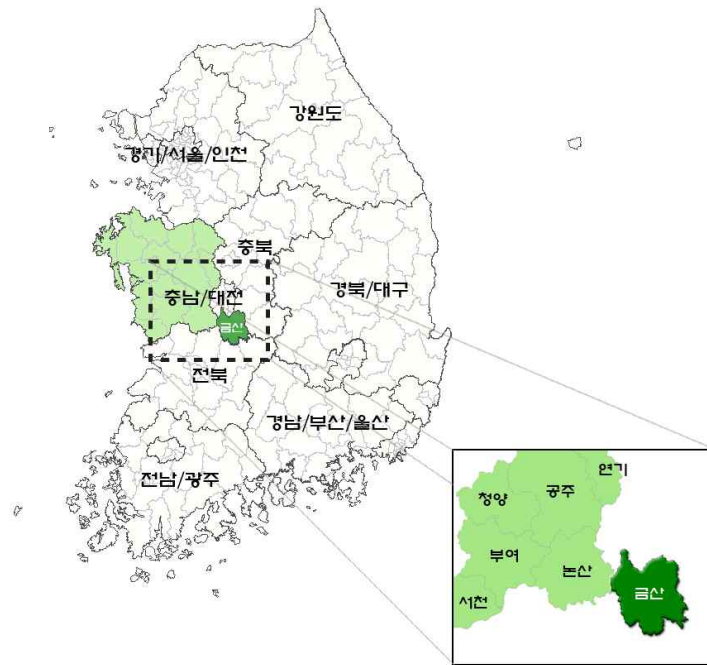 강원도
경기/서울/인천
충북
충남/대전
경북/대구
금산
전북
경남/부산/울산
전남/광주
연기
청양
공주
부여
논산
금산
서천